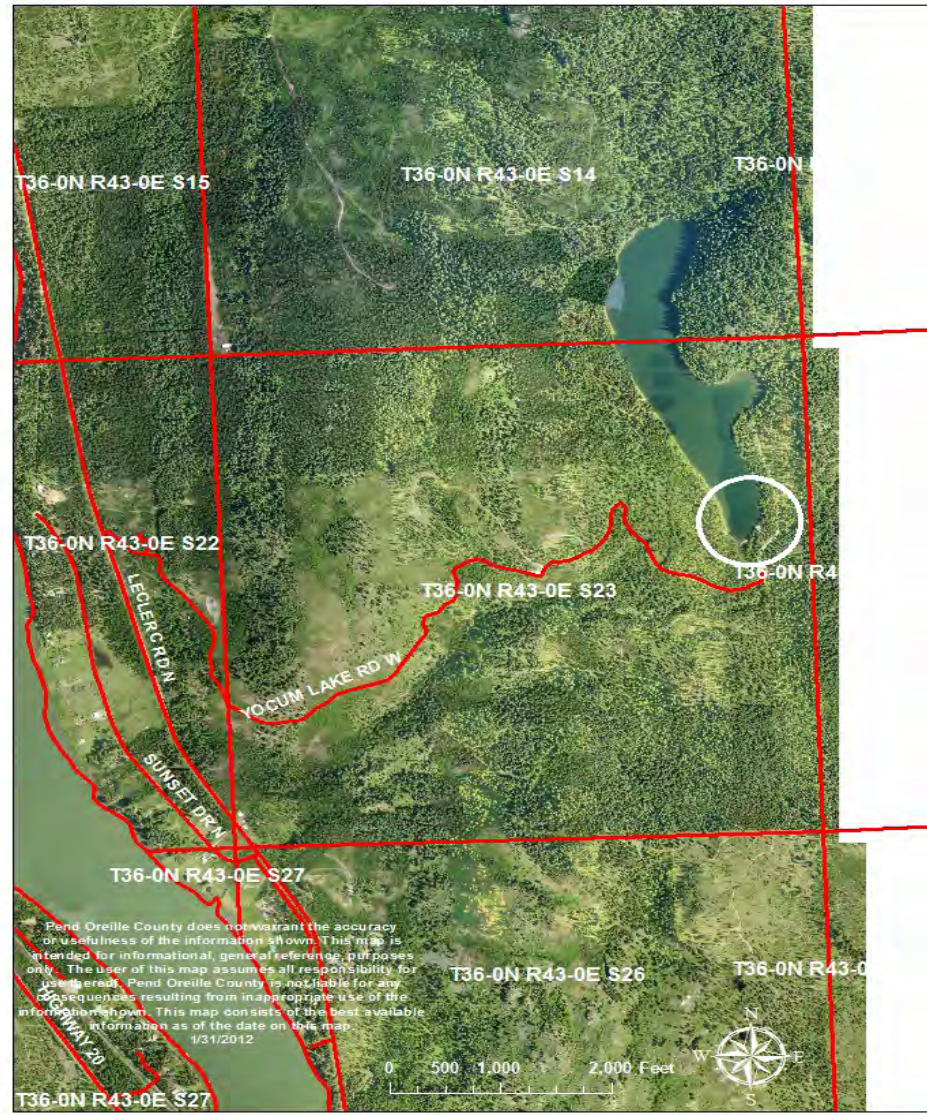 T36-0N R43-0E S15
T36-0N R43-0E S14
T36-0N
T36-0N R43-0E S22
T36-0N R4
LECLERC RD N
T36-0N R43-0E S23
YOCUM LAKE RD W
SUNSET DR N
T36-0N R43-0E S27
Pend Oreille County does not warrant the accuracy
or usefulness of the information shown. This map is
intended for informational, general reference, purposes
only. The user of this map assumes all responsibility for
use thereof. Pend Oreille County is not liable for any
consequences resulting from inappropriate use of the
information shown. This map consists of the best available
information as of the date on this map.
1/31/2012
T36-0N R43-0E S26
T36-0N R43-0
HIGHWAY 20
N
W E
S
0 500 1,000 2,000 Feet
T36-0N R43-0E S27